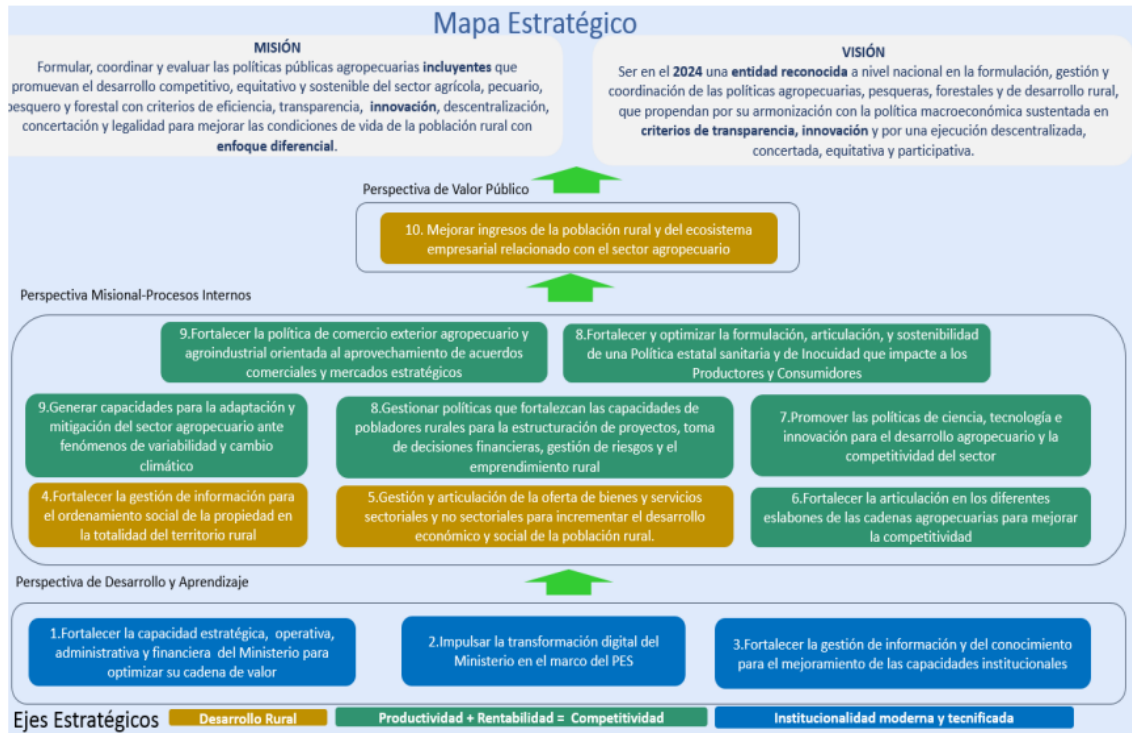 Mapa Estratégico
MISIÓN
Formular, coordinar y evaluar las políticas públicas agropecuarias incluyentes que
promuevan el desarrollo competitivo, equitativo y sostenible del sector agrícola, pecuario,
pesquero y forestal con criterios de eficiencia, transparencia, innovación, descentralización,
concertación y legalidad para mejorar las condiciones de vida de la población rural con
enfoque diferencial.
VISIÓN
Ser en el 2024 una entidad reconocida a nivel nacional en la formulación, gestión y
coordinación de las políticas agropecuarias, pesqueras, forestales y de desarrollo rural,
que propendan por su armonización con la política macroeconómica sustentada en
criterios de transparencia, innovación y por una ejecución descentralizada,
concertada, equitativa y participativa.
Perspectiva de Valor Público
10. Mejorar ingresos de la población rural y del ecosistema
empresarial relacionado con el sector agropecuario
Perspectiva Misional-Procesos Internos
9.Fortalecer la política de comercio exterior agropecuario y
agroindustrial orientada al aprovechamiento de acuerdos
comerciales y mercados estratégicos
8.Fortalecer y optimizar la formulación, articulación, y sostenibilidad
de una Política estatal sanitaria y de Inocuidad que impacte a los
Productores y Consumidores
9.Generar capacidades para la adaptación y
mitigación del sector agropecuario ante
fenómenos de variabilidad y cambio
climático
8.Gestionar políticas que fortalezcan las capacidades de
pobladores rurales para la estructuración de proyectos, toma
de decisiones financieras, gestión de riesgos y el
emprendimiento rural
7.Promover las políticas de ciencia, tecnología e
innovación para el desarrollo agropecuario y la
competitividad del sector
4.Fortalecer la gestión de información para
el ordenamiento social de la propiedad en
la totalidad del territorio rural
5.Gestión y articulación de la oferta de bienes y servicios
sectoriales y no sectoriales para incrementar el desarrollo
económico y social de la población rural.
6.Fortalecer la articulación en los diferentes
eslabones de las cadenas agropecuarias para mejorar
la competitividad
Perspectiva de Desarrollo y Aprendizaje
1.Fortalecer la capacidad estratégica, operativa,
administrativa y financiera del Ministerio para
optimizar su cadena de valor
2.Impulsar la transformación digital del
Ministerio en el marco del PES
3.Fortalecer la gestión de información y del conocimiento
para el mejoramiento de las capacidades institucionales
Ejes Estratégicos
Desarrollo Rural
Productividad + Rentabilidad = Competividad
Institucionalidad moderna y tecnificada